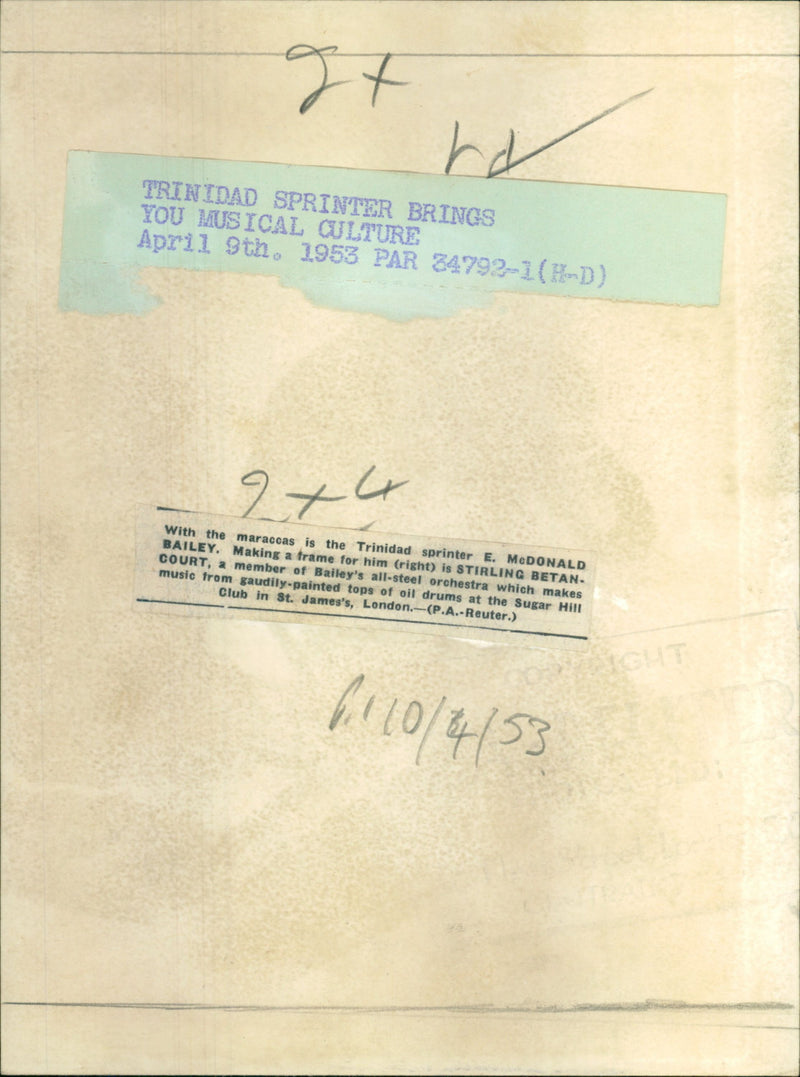 2x
rd
TRINIDAD SPRINTER BRINGS
YOU MUSICAL CULTURE
April 9th. 1953 PAR 34792-1(H-D)
9 x 4
With the maraccas is the Trinidad sprinter E. McDONALD
BAILEY. Making a frame for him (right) is STIRLING BETAN-
COURT, a member of Bailey's all-steel orchestra which makes
music from gaudily-painted tops of oil drums at the Sugar Hill
Club in St. James's, London.—(P.A.-Reuter.)
10/4/53